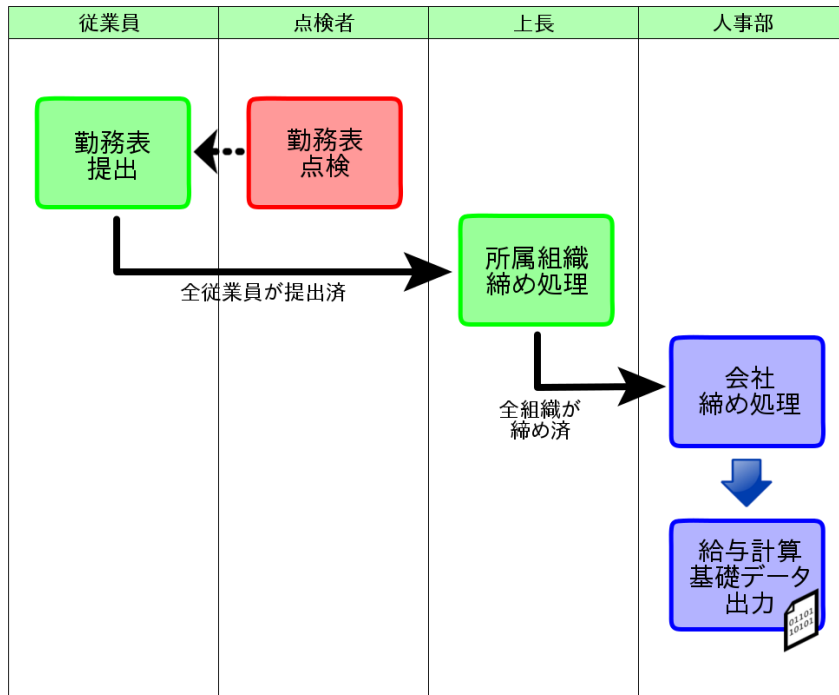 従業員
点検者
上長
人事部
勤務表
提出
勤務表
点検
全従業員が提出済
所属組織
締め処理
全組織が
締め済
会社
締め処理
給与計算
基礎データ
出力
01101
10101